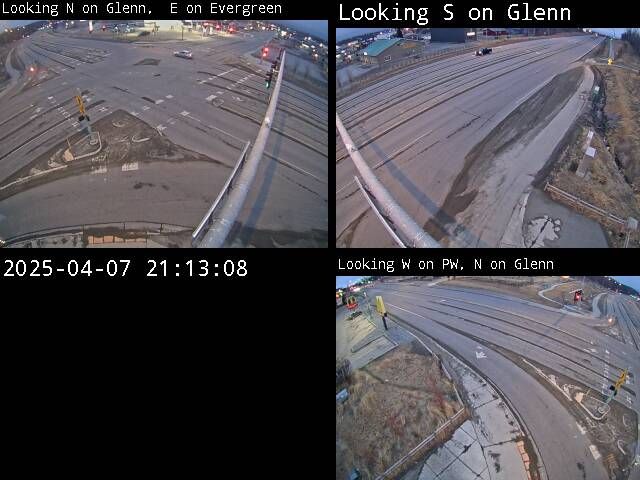 Looking N on Glenn,  E on Evergreen
Looking S on Glenn
2025-04-07 21:13:08
Looking W on PW, N on Glenn